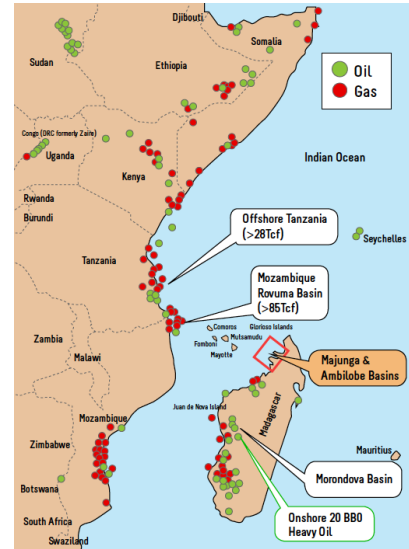 Djibouti
Somalia
Sudan
Ethiopia
Oil
Gas
Congo (DRC formerly Zaire)
Uganda
Indian Ocean
Kenya
Rwanda
Burundi
Offshore Tanzania
(>28Tcf)
Seychelles
Tanzania
Mozambique
Rovuma Basin
(>85Tcf)
Comoros
Glorioso Islands
Zambia
Fomboni
Mutsamudu
Mayotte
Malawi
Majunga &
Ambilobe Basins
Juan de Nova Island
Madagascar
Mozambique
Mauritius
Zimbabwe
Morondova Basin
Botswana
Onshore 20 BBO
Heavy Oil
South Africa
Swaziland